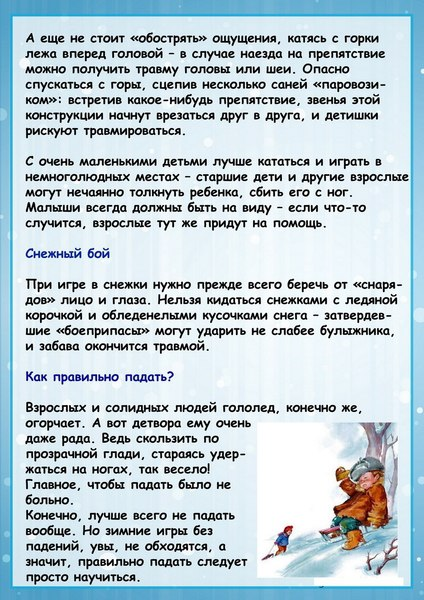 А еще не стоит «обострять» ощущения, катясь с горки
лежа вперед головой – в случае наезда на препятствие
можно получить травму головы или шеи. Опасно
спускаться с горы, сцепив несколько саней «паровози-
ком»: встретив какое-нибудь препятствие, звенья этой
конструкции начнут врезаться друг в друга, и детишки
рискуют травмироваться.
С очень маленькими детьми лучше кататься и играть в
немноголюдных местах – старшие дети и другие взрослые
могут нечаянно толкнуть ребенка, сбить его с ног.
Малыши всегда должны быть на виду – если что-то
случится, взрослые тут же придут на помощь.
Снежный бой
При игре в снежки нужно прежде всего беречь от «снаря-
дов» лицо и глаза. Нельзя кидаться снежками с ледяной
корочкой и обледенелыми кусочками снега – затвердев-
шие «боеприпасы» могут ударить не слабее булыжника,
и забава окончится травмой.
Как правильно падать?
Взрослых и солидных людей гололед, конечно же,
огорчает. А вот детвора ему очень
даже рада. Ведь скользить по
прозрачной глади, стараясь удер-
жаться на ногах, так весело!
Главное, чтобы падать было не
больно.
Конечно, лучше всего не падать
вообще. Но зимние игры без
падений, увы, не обходятся, а
значит, правильно падать следует
просто научиться.